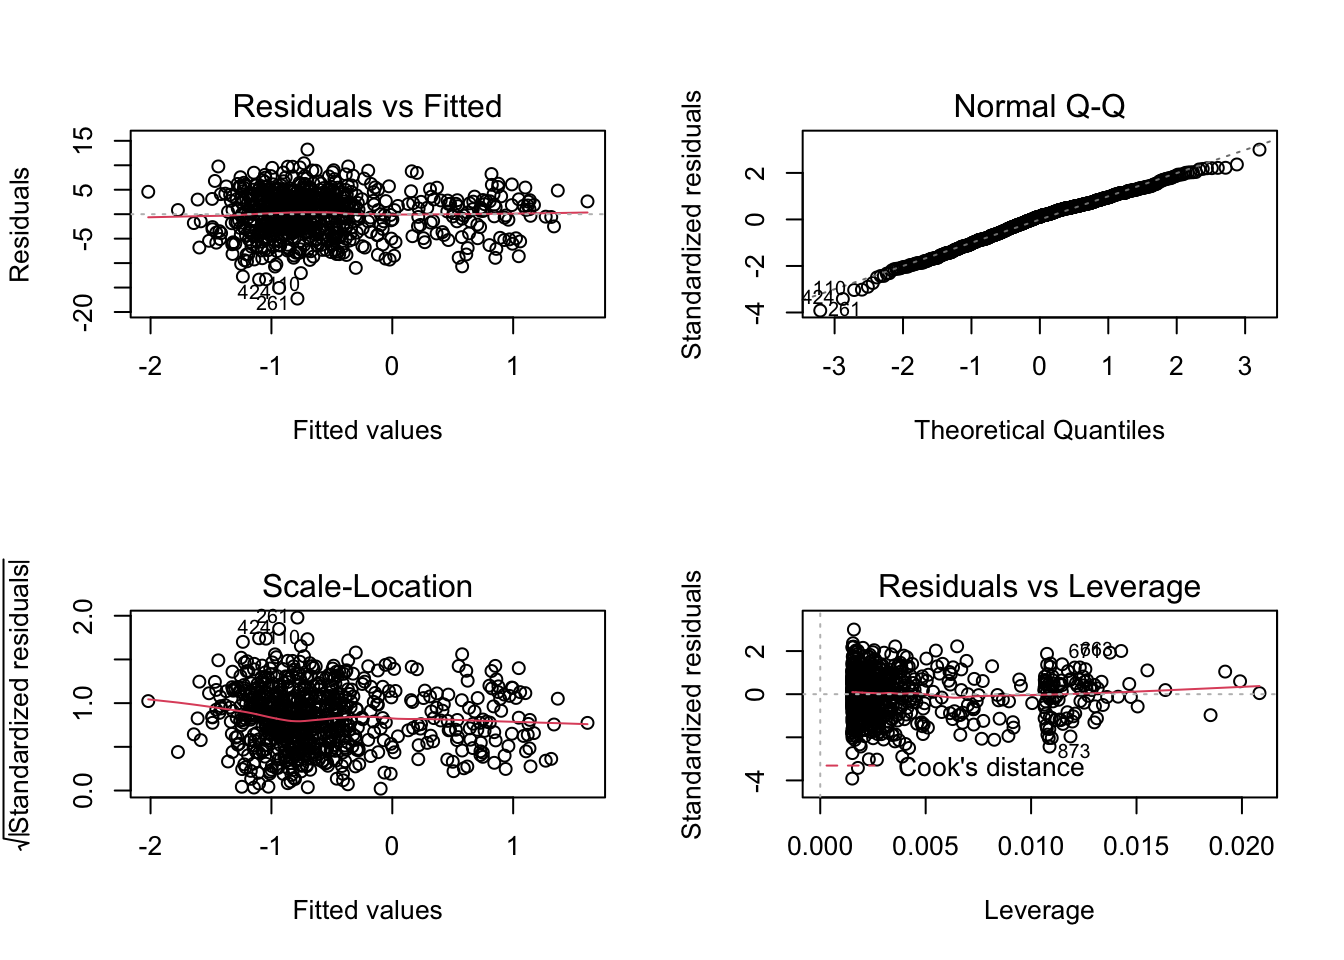 Residuals vs Fitted
Residuals
15
5
-5
-20
110
424
261
-2 -1 0 1
Fitted values
Normal Q-Q
Standardized residuals
2
0
-2
-4
110
424
261
-3 -2 -1 0 1 2 3
Theoretical Quantiles
Scale-Location
√|Standardized residuals|
2.0
1.0
0.0
261
424
110
-2 -1 0 1
Fitted values
Residuals vs Leverage
Standardized residuals
2
0
-2
-4
873
Cook's distance
0.000 0.005 0.010 0.015 0.020
Leverage